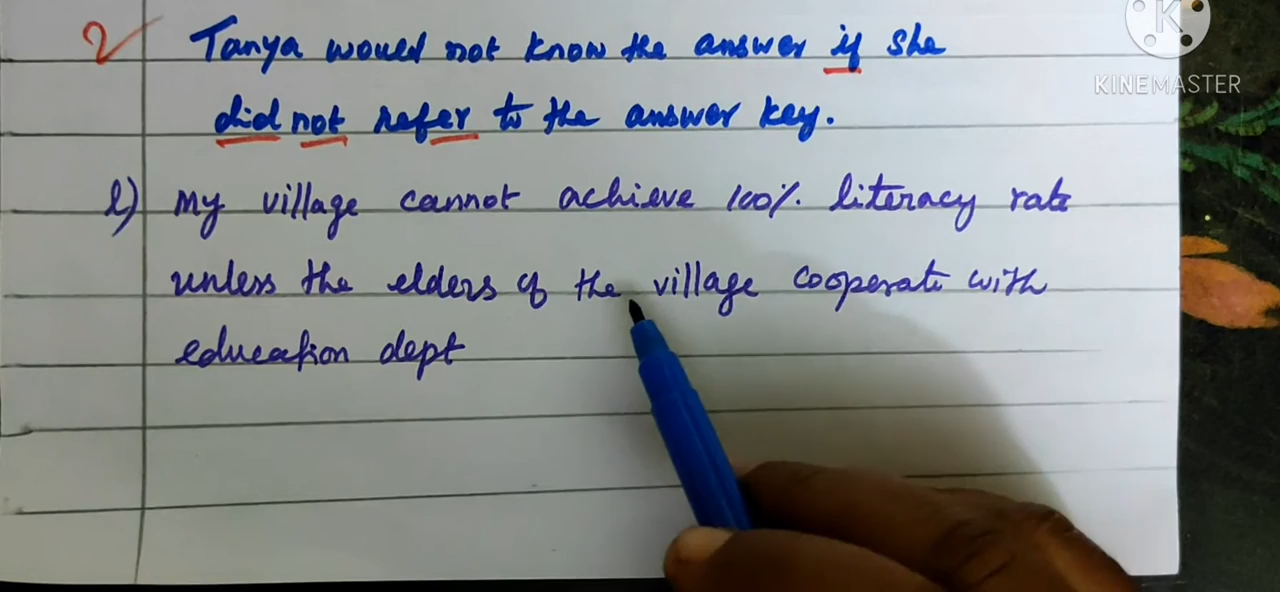 2 Tanya would not know the answer if she
did not refer to the answer key.
l) My village cannot achieve 100% literacy rate
unless the elders of the village cooperate with
education dept
K
KINEMASTER